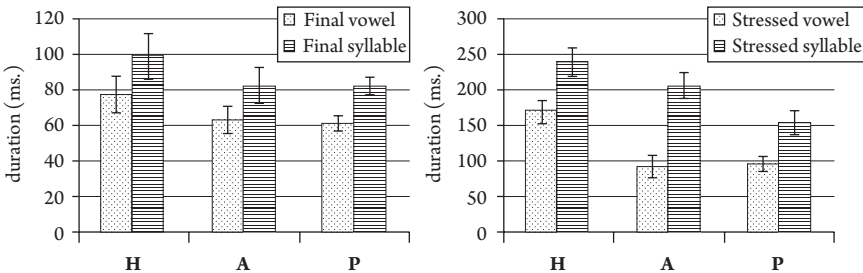 duration (ms.)
120
100
80
60
40
20
0
Final vowel
Final syllable
H A P
duration (ms.)
300
250
200
150
100
50
0
Stressed vowel
Stressed syllable
H A P